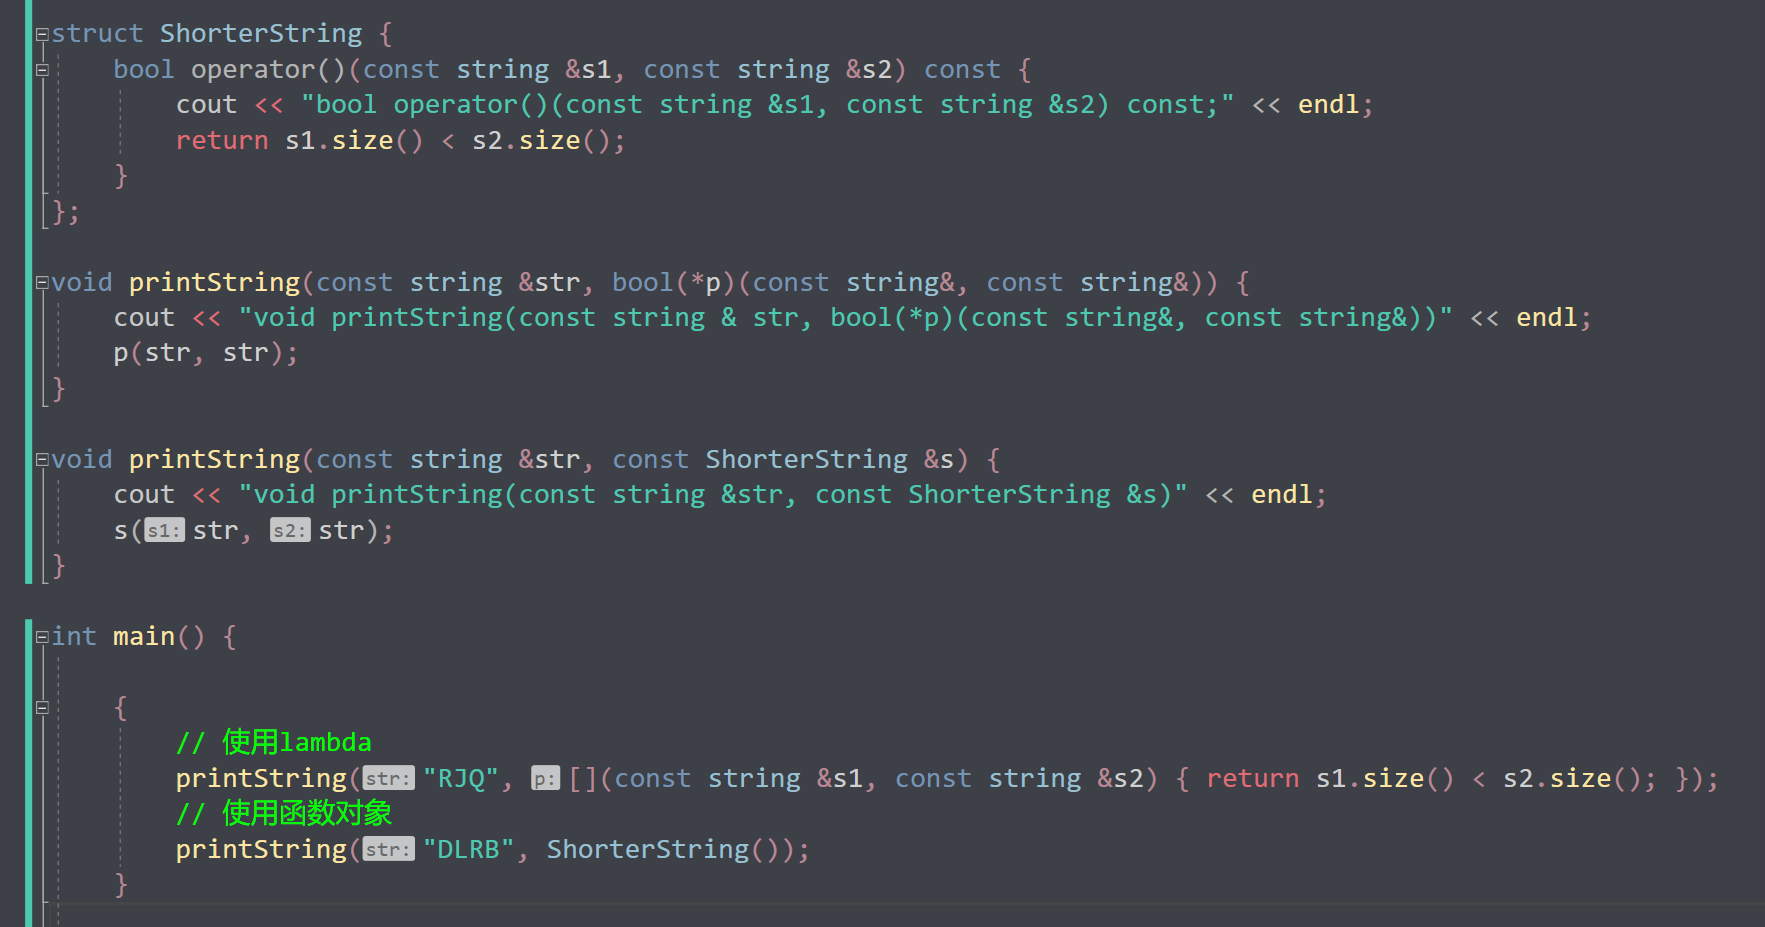 struct ShorterString {
    bool operator()(const string &s1, const string &s2) const {
        cout << "bool operator()(const string &s1, const string &s2) const;" << endl;
        return s1.size() < s2.size();
    }
};
void printString(const string &str, bool(*p)(const string&, const string&)) {
    cout << "void printString(const string & str, bool(*p)(const string&, const string&))" << endl;
    p(str, str);
}
void printString(const string &str, const ShorterString &s) {
    cout << "void printString(const string &str, const ShorterString &s)" << endl;
    s(s1: str, s2: str);
}
int main() {
    {
        // 使用lambda
        printString(str: "RJQ", p: [](const string &s1, const string &s2) { return s1.size() < s2.size(); });
        // 使用函数对象
        printString(str: "DLRB", ShorterString());
    }